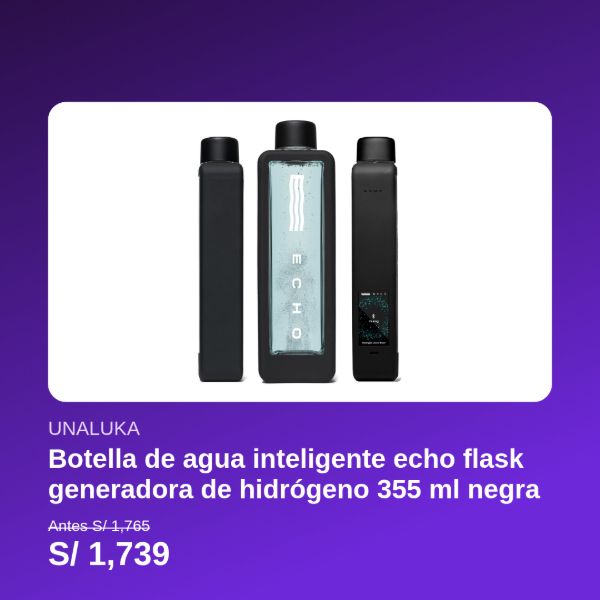 ECHO
UNALUKA
Botella de agua inteligente echo flask
generadora de hidrógeno 355 ml negra
Antes S/ 1,765
S/ 1,739